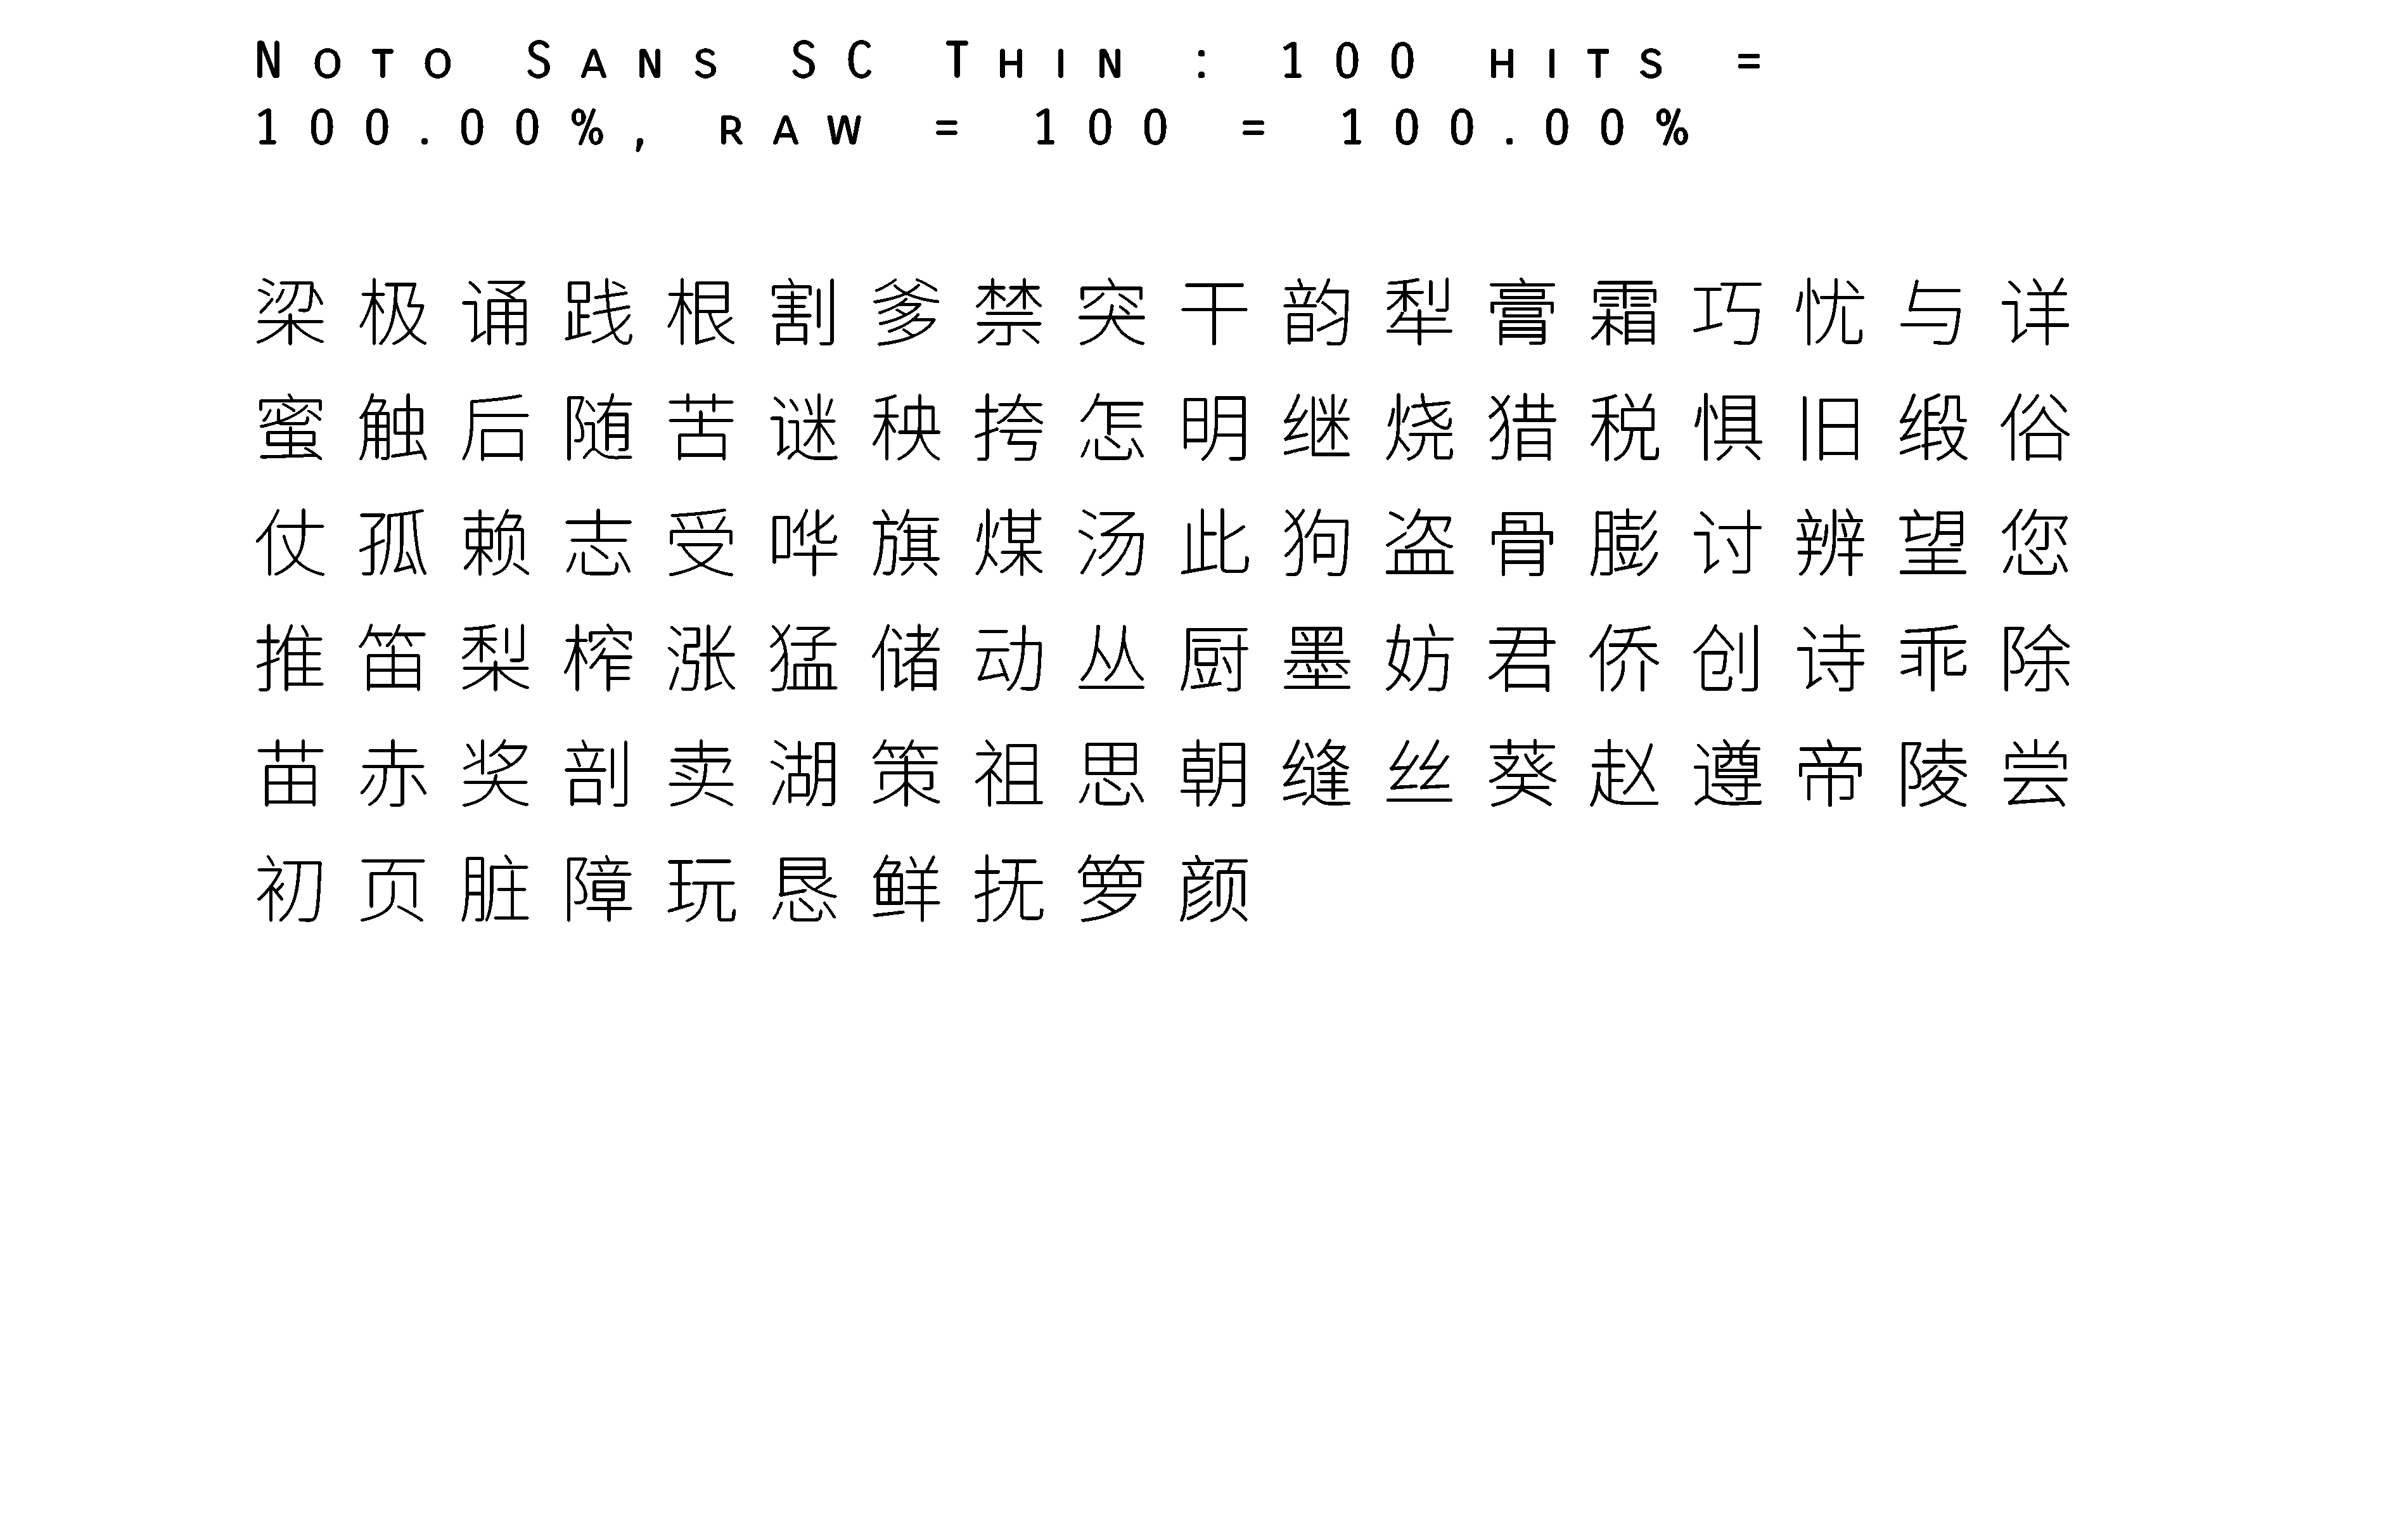 Noto Sans SC Thin : 100 hits =
100.00%, raw = 100 = 100.00%
梁极诵践根割爹禁突干韵犁膏霜巧忧与详
蜜触后随苦谜秧挎怎明继烧猎税惧旧缎俗
仗孤赖志受哗旗煤汤此狗盗骨膨讨辨望您
推笛梨榨涨猛储动丛厨墨妨君侨创诗乖除
苗赤奖剖卖湖策祖思朝缝丝葵赵遵帝陵尝
初页脏障玩恳鲜抚箩颜